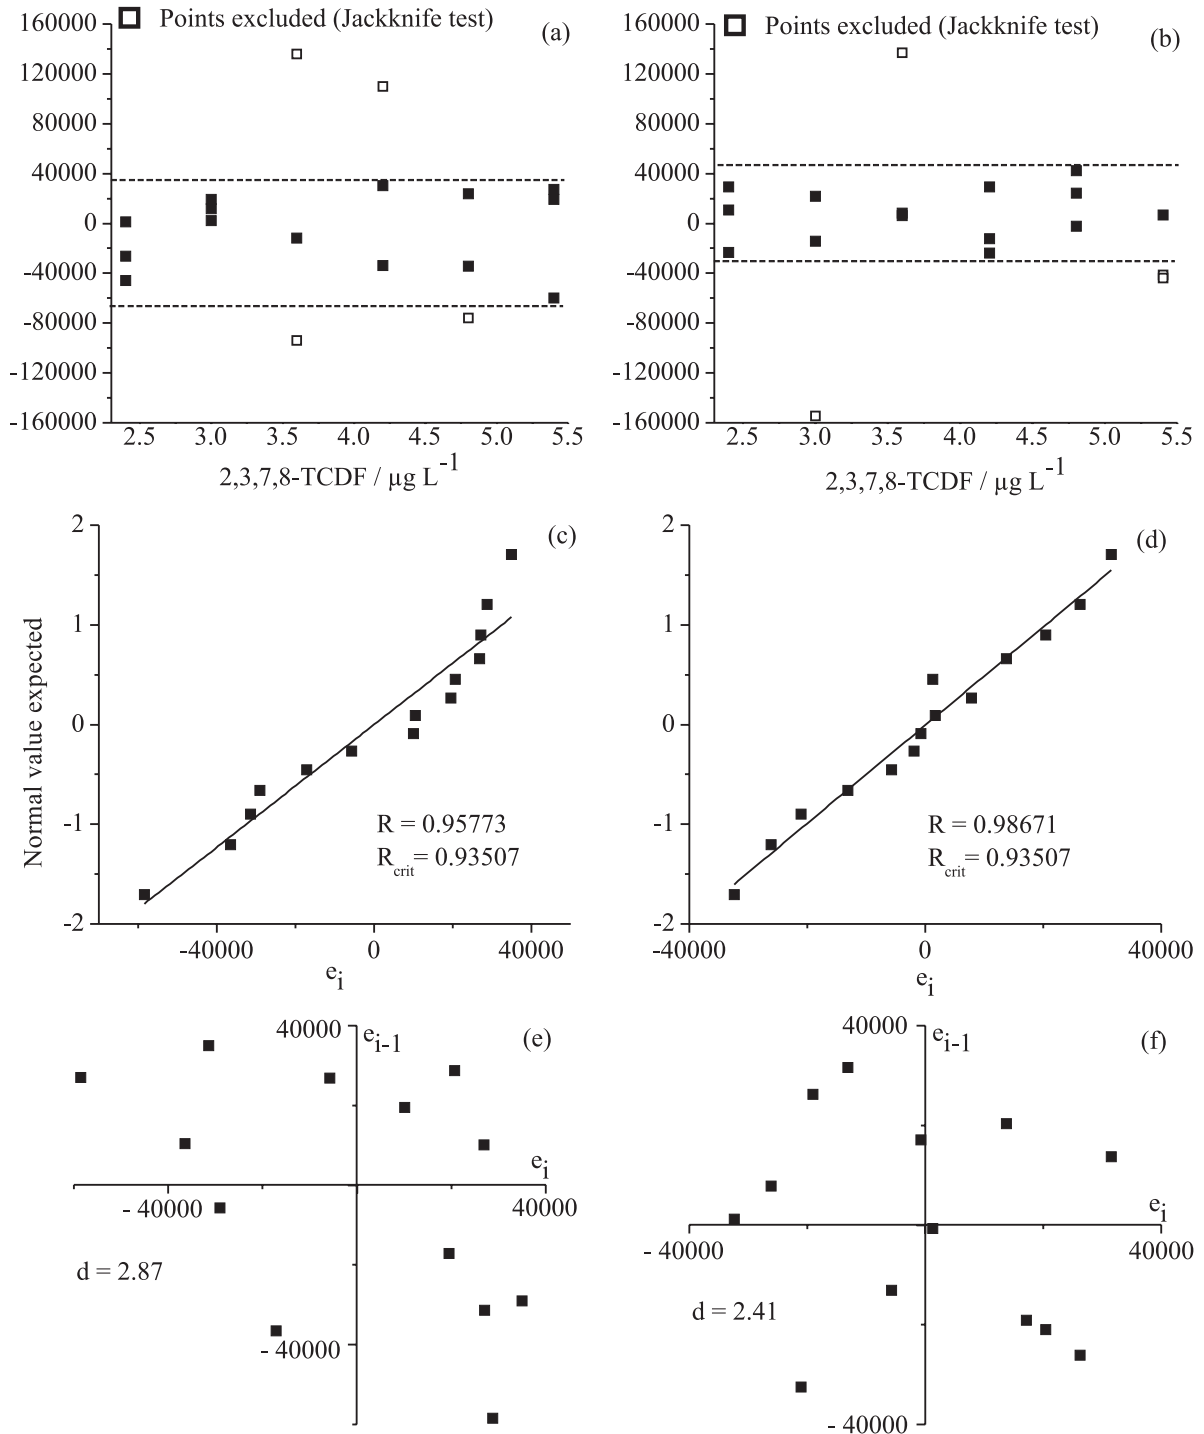 Points excluded (Jackknife test)
(a)
160000
120000
80000
40000
0
-40000
-80000
-120000
-160000
2.5 3.0 3.5 4.0 4.5 5.0 5.5
2,3,7,8-TCDF / µg L-1
Points excluded (Jackknife test)
(b)
160000
120000
80000
40000
0
-40000
-80000
-120000
-160000
2.5 3.0 3.5 4.0 4.5 5.0 5.5
2,3,7,8-TCDF / µg L-1
Normal value expected
(c)
2
1
0
-1
-2
R = 0.95773
Rcrit= 0.93507
-40000 0 40000
ei
(d)
2
1
0
-1
-2
R = 0.98671
Rcrit= 0.93507
-40000 0 40000
ei
(e)
40000
ei-1
ei
- 40000
40000
d = 2.87
- 40000
(f)
40000
ei-1
ei
- 40000
40000
d = 2.41
- 40000